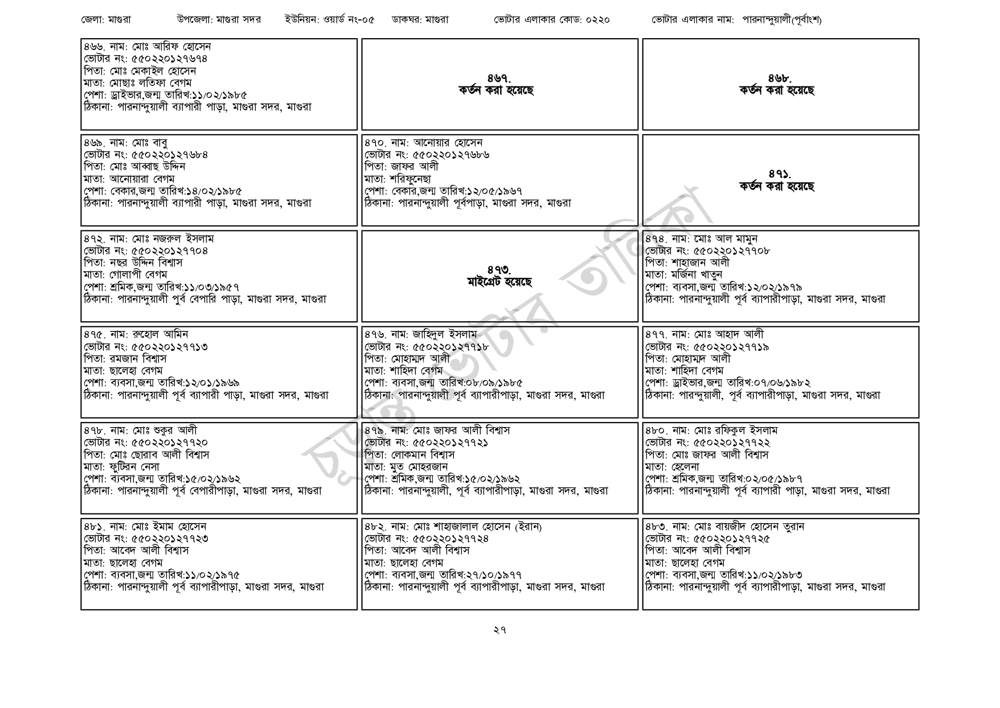 জেলা: মাগুরা উপজেলা: মাগুরা সদর ইউনিয়ন: ওয়ার্ড নং-০৫ ডাকঘর: মাগুরা ভোটার এলাকার কোড: ০২২০ ভোটার এলাকার নাম: পারনান্দুয়ালী(পূর্বাংশ)
৪৬৬. নাম: মোঃ আরিফ হোসেন
ভোটার নং: ৫৫০২২০১২৭৬৭৪
পিতা: মোঃ মেকাইল হোসেন
মাতা: মোছাঃ লতিফা বেগম
পেশা: ড্রাইভার,জন্ম তারিখ:১১/০২/১৯৮৫
ঠিকানা: পারনান্দুয়ালী ব্যাপারী পাড়া, মাগুরা সদর, মাগুরা
৪৬৭.
কর্তন করা হয়েছে
৪৬৮.
কর্তন করা হয়েছে
৪৬৯. নাম: মোঃ বাবু
ভোটার নং: ৫৫০২২০১২৭৬৮৪
পিতা: মোঃ আব্বাছ উদ্দিন
মাতা: আনোয়ারা বেগম
পেশা: বেকার,জন্ম তারিখ:১৪/০২/১৯৮৫
ঠিকানা: পারনান্দুয়ালী ব্যাপারী পাড়া, মাগুরা সদর, মাগুরা
৪৭০. নাম: আনোয়ার হোসেন
ভোটার নং: ৫৫০২২০১২৭৬৮৬
পিতা: জাফর আলী
মাতা: শরিফুনেছা
পেশা: বেকার,জন্ম তারিখ:১২/০৫/১৯৬৭
ঠিকানা: পারনান্দুয়ালী পূর্বপাড়া, মাগুরা সদর, মাগুরা
৪৭১.
কর্তন করা হয়েছে
৪৭২. নাম: মোঃ নজরুল ইসলাম
ভোটার নং: ৫৫০২২০১২৭৭০৪
পিতা: নছর উদ্দিন বিশ্বাস
মাতা: গোলাপী বেগম
পেশা: শ্রমিক,জন্ম তারিখ:১১/০৩/১৯৫৭
ঠিকানা: পারনান্দুয়ালী পুর্ব বেপারি পাড়া, মাগুরা সদর, মাগুরা
৪৭৩.
মাইগ্রেট হয়েছে
৪৭৪. নাম: মোঃ আল মামুন
ভোটার নং: ৫৫০২২০১২৭৭০৮
পিতা: শাহাজান আলী
মাতা: মর্জিনা খাতুন
পেশা: ব্যবসা,জন্ম তারিখ:১২/০২/১৯৭৯
ঠিকানা: পারনান্দুয়ালী পূর্ব ব্যাপারীপাড়া, মাগুরা সদর, মাগুরা
৪৭৫. নাম: রুহোল আমিন
ভোটার নং: ৫৫০২২০১২৭৭১৩
পিতা: রমজান বিশ্বাস
মাতা: ছালেহা বেগম
পেশা: ব্যবসা,জন্ম তারিখ:১২/০১/১৯৬৯
ঠিকানা: পারনান্দুয়ালী পূর্ব ব্যাপারী পাড়া, মাগুরা সদর, মাগুরা
৪৭৬. নাম: জাহিদুল ইসলাম
ভোটার নং: ৫৫০২২০১২৭৭১৮
পিতা: মোহাম্মদ আলী
মাতা: শাহিদা বেগম
পেশা: ব্যবসা,জন্ম তারিখ:০৮/০৯/১৯৮৫
ঠিকানা: পারনান্দুয়ালী পূর্ব ব্যাপারীপাড়া, মাগুরা সদর, মাগুরা
৪৭৭. নাম: মোঃ আহাদ আলী
ভোটার নং: ৫৫০২২০১২৭৭১৯
পিতা: মোহাম্মদ আলী
মাতা: শাহিদা বেগম
পেশা: ড্রাইভার,জন্ম তারিখ:০৭/০৬/১৯৮২
ঠিকানা: পারন্দুয়ালী, পূর্ব ব্যাপারীপাড়া, মাগুরা সদর, মাগুরা
৪৭৮. নাম: মোঃ শুকুর আলী
ভোটার নং: ৫৫০২২০১২৭৭২০
পিতা: মোঃ ছোরাব আলী বিশ্বাস
মাতা: ফুটিরন নেসা
পেশা: ব্যবসা,জন্ম তারিখ:১৫/০২/১৯৬২
ঠিকানা: পারনান্দুয়ালী পূর্ব বেপারীপাড়া, মাগুরা সদর, মাগুরা
৪৭৯. নাম: মোঃ জাফর আলী বিশ্বাস
ভোটার নং: ৫৫০২২০১২৭৭২১
পিতা: লোকমান বিশ্বাস
মাতা: মুত মোহরজান
পেশা: শ্রমিক,জন্ম তারিখ:১৫/০২/১৯৬২
ঠিকানা: পারনান্দুয়ালী, পূর্ব ব্যাপারীপাড়া, মাগুরা সদর, মাগুরা
৪৮০. নাম: মোঃ রফিকুল ইসলাম
ভোটার নং: ৫৫০২২০১২৭৭২২
পিতা: মোঃ জাফর আলী বিশ্বাস
মাতা: হেলেনা
পেশা: শ্রমিক,জন্ম তারিখ:০২/০৫/১৯৮৭
ঠিকানা: পারনান্দুয়ালী পূর্ব ব্যাপারী পাড়া, মাগুরা সদর, মাগুরা
৪৮১. নাম: মোঃ ইমাম হোসেন
ভোটার নং: ৫৫০২২০১২৭৭২৩
পিতা: আবেদ আলী বিশ্বাস
মাতা: ছালেহা বেগম
পেশা: ব্যবসা,জন্ম তারিখ:১১/০২/১৯৭৫
ঠিকানা: পারনান্দুয়ালী পূর্ব ব্যাপারীপাড়া, মাগুরা সদর, মাগুরা
৪৮২. নাম: মোঃ শাহাজালাল হোসেন (ইরান)
ভোটার নং: ৫৫০২২০১২৭৭২৪
পিতা: আবেদ আলী বিশ্বাস
মাতা: ছালেহা বেগম
পেশা: ব্যবসা,জন্ম তারিখ:২৭/১০/১৯৭৭
ঠিকানা: পারনান্দুয়ালী পূর্ব ব্যাপারীপাড়া, মাগুরা সদর, মাগুরা
৪৮৩. নাম: মোঃ বায়জীদ হোসেন তুরান
ভোটার নং: ৫৫০২২০১২৭৭২৫
পিতা: আবেদ আলী বিশ্বাস
মাতা: ছালেহা বেগম
পেশা: ব্যবসা,জন্ম তারিখ:১১/০২/১৯৮৩
ঠিকানা: পারনান্দুয়ালী পূর্ব ব্যাপারীপাড়া, মাগুরা সদর, মাগুরা
চূড়ান্ত ভোটার তালিকা
২৭